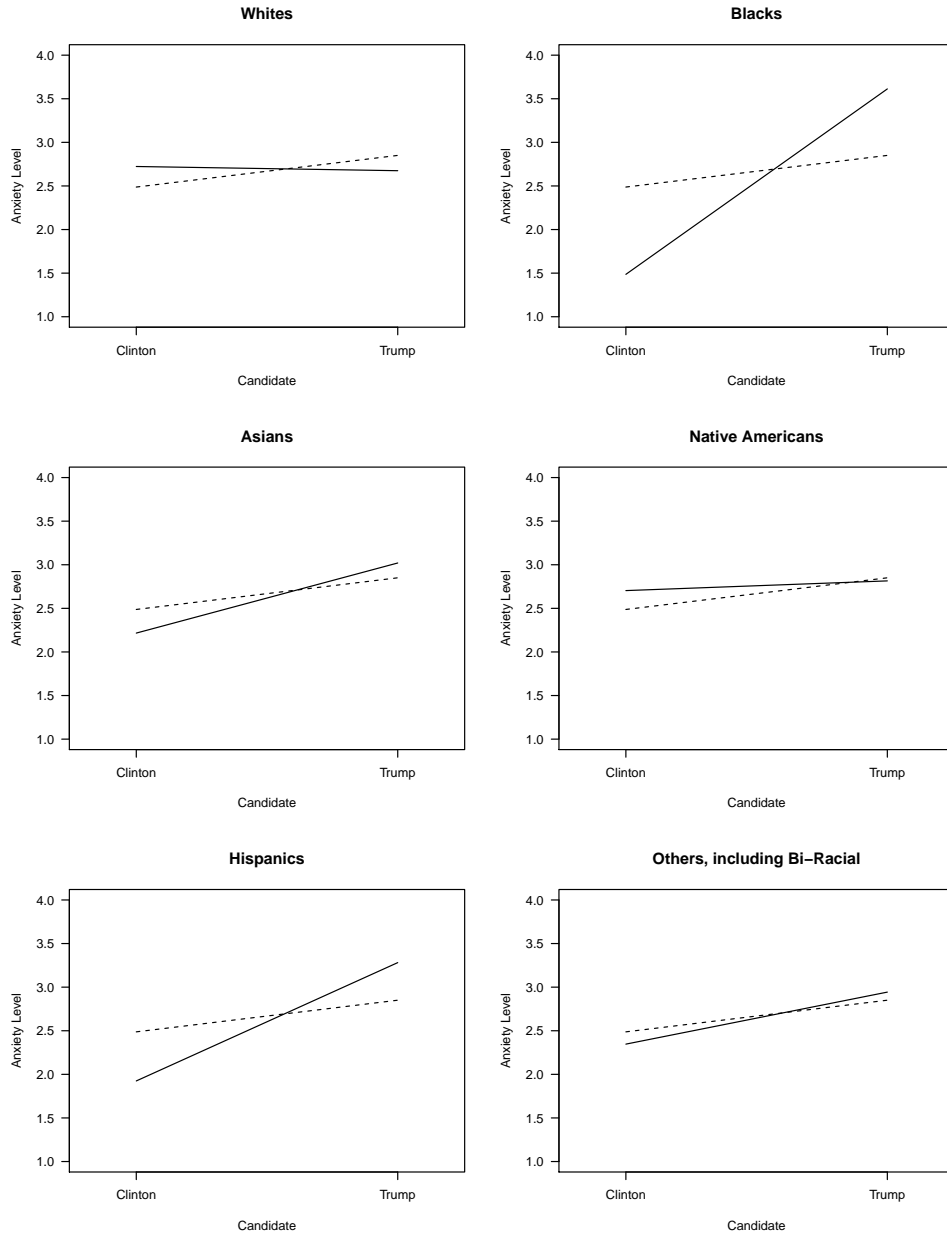 Whites
4.0
3.5
3.0
2.5
2.0
1.5
1.0
Anxiety Level
Clinton
Trump
Candidate
Blacks
4.0
3.5
3.0
2.5
2.0
1.5
1.0
Anxiety Level
Clinton
Trump
Candidate
Asians
4.0
3.5
3.0
2.5
2.0
1.5
1.0
Anxiety Level
Clinton
Trump
Candidate
Native Americans
4.0
3.5
3.0
2.5
2.0
1.5
1.0
Anxiety Level
Clinton
Trump
Candidate
Hispanics
4.0
3.5
3.0
2.5
2.0
1.5
1.0
Anxiety Level
Clinton
Trump
Candidate
Others, including Bi−Racial
4.0
3.5
3.0
2.5
2.0
1.5
1.0
Anxiety Level
Clinton
Trump
Candidate